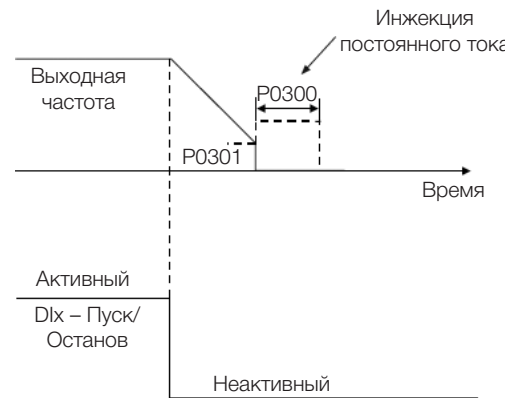 Инжекция
постоянного тока
Выходная
частота
P0300
P0301
Время
Активный
DIx – Пуск/
Останов
Неактивный